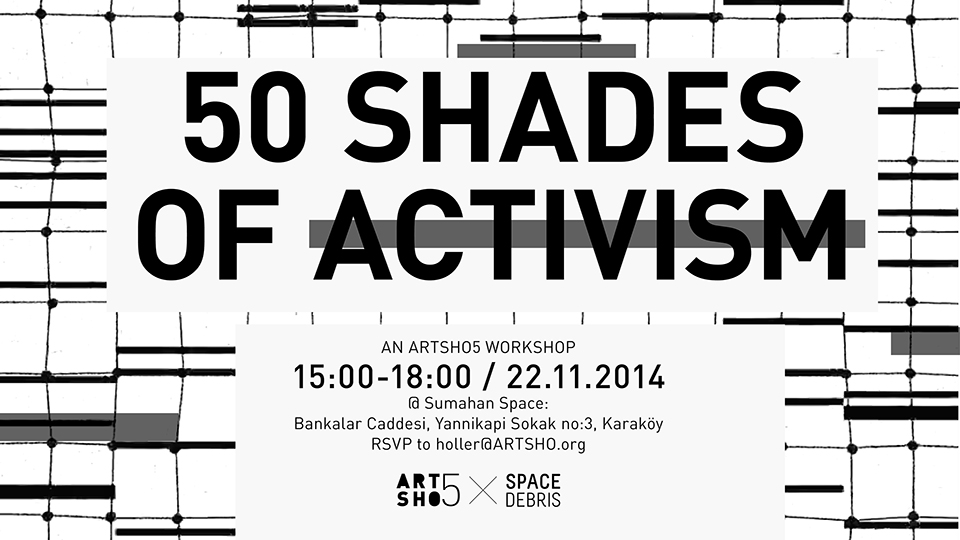 50 SHADES
OF ACTIVISM
AN ARTSHO5 WORKSHOP
15:00-18:00 / 22.11.2014
@ Sumahan Space:
Bankalar Caddesi, Yannikapi Sokak no:3, Karaköy
RSVP to holler@ARTSHO.org
ART
SHO5
SPACE
DEBRIS